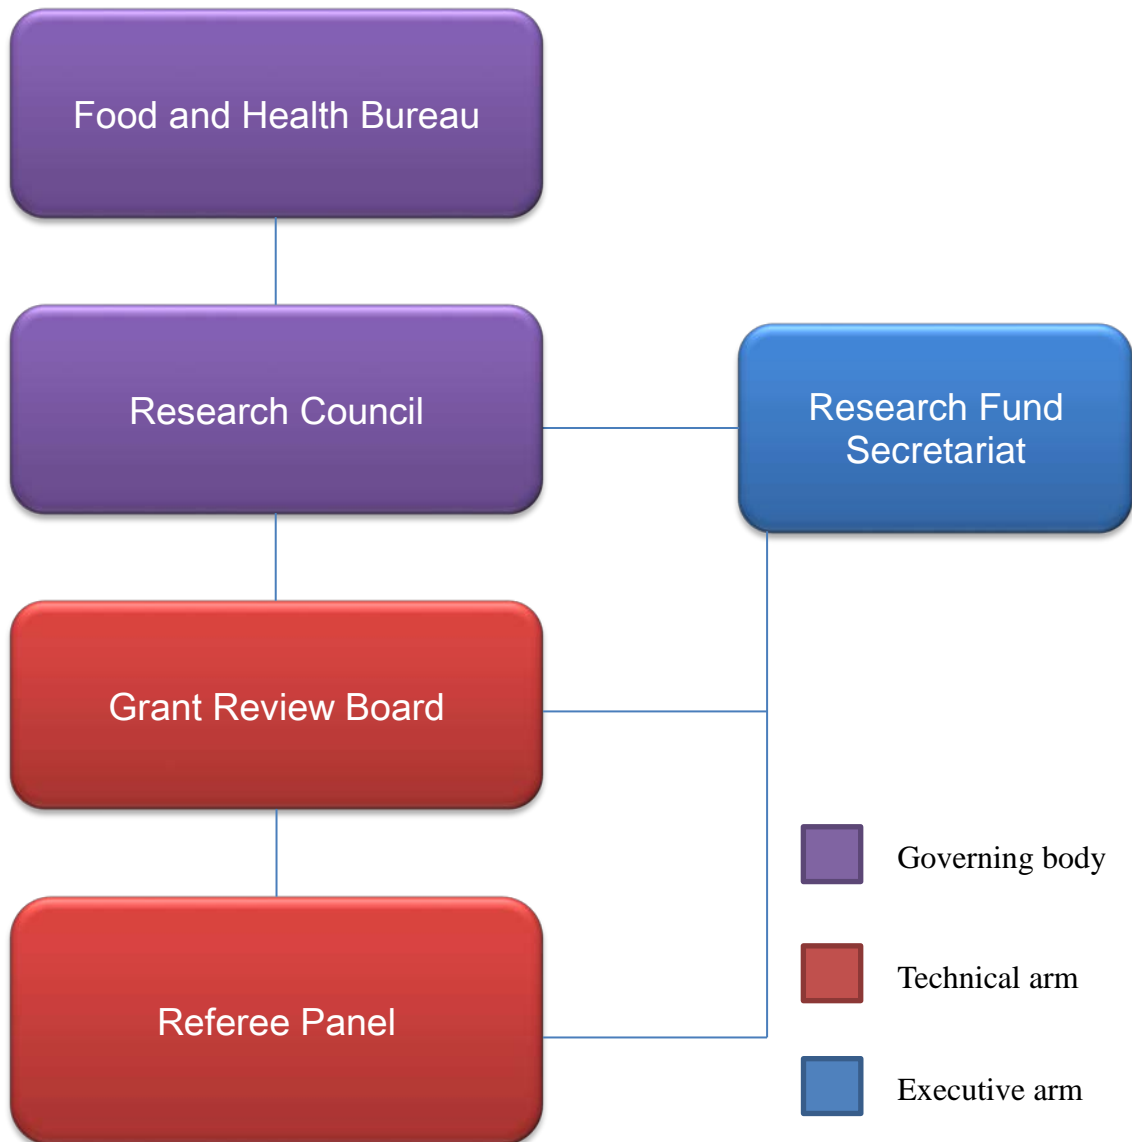 Food and Health Bureau
Research Council
Research Fund
Secretariat
Grant Review Board
Referee Panel
Governing body
Technical arm
Executive arm